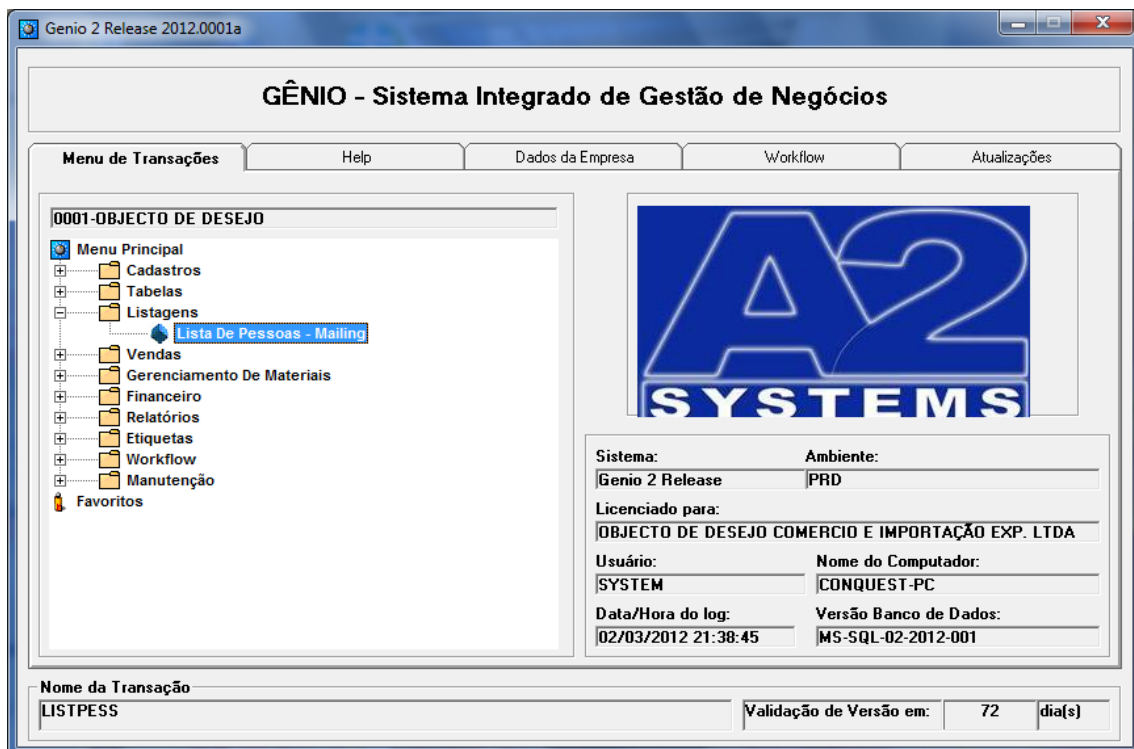 Genio 2 Release 2012.0001a
GÊNIO - Sistema Integrado de Gestão de Negócios
Menu de Transações Help Dados da Empresa Workflow Atualizações
0001-OBJECTO DE DESEJO
Menu Principal
Cadastros
Tabelas
Listagens
Lista De Pessoas - Mailing
Vendas
Gerenciamento De Materiais
Financeiro
Relatórios
Etiquetas
Workflow
Manutenção
Favoritos
A2
SYSTEMS
Sistema: Ambiente:
Genio 2 Release PRD
Licenciado para:
OBJECTO DE DESEJO COMERCIO E IMPORTAÇÃO EXP. LTDA
Usuário: Nome do Computador:
SYSTEM CONQUEST-PC
Data/Hora do log: Versão Banco de Dados:
02/03/2012 21:38:45 MS-SQL-02-2012-001
Nome da Transação
LISTPESS Validação de Versão em: 72 dia(s)